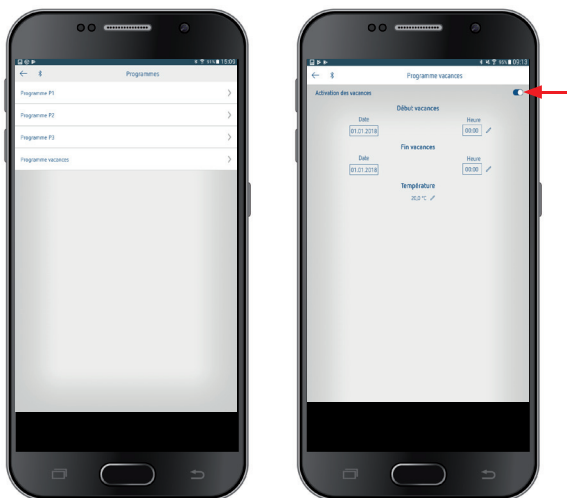 15:09
Programmes
Programme P1
Programme P2
Programme P3
Programme vacances
95% 09:13
Programme vacances
Activation des vacances
Début vacances
Date Heure
01.01.2018 00:00
Fin vacances
Date Heure
01.01.2018 00:00
Température
20,0 °C